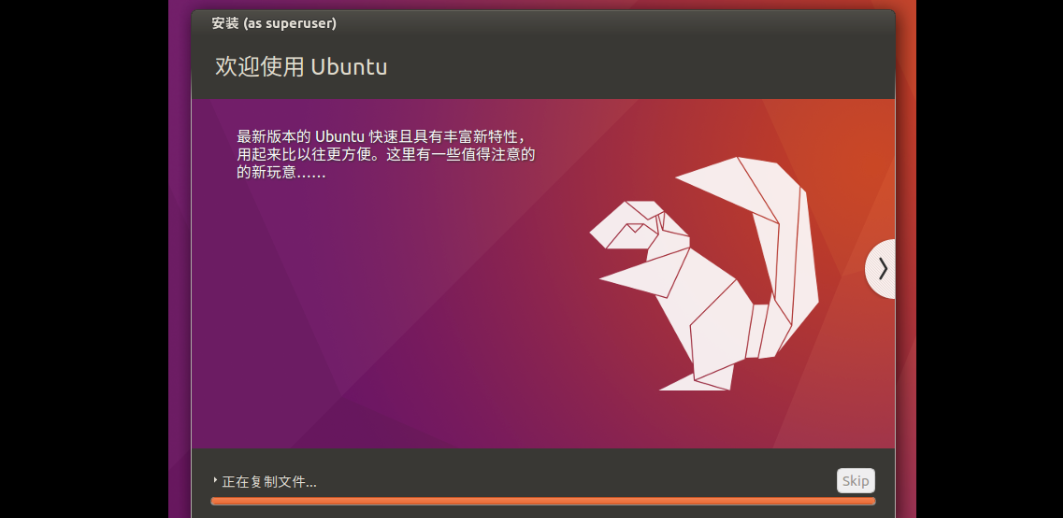 安装 (as superuser)
欢迎使用 Ubuntu
最新版本的 Ubuntu 快速且具有丰富新特性，
用起来比以往更方便。这里有一些值得注意的
的新玩意……
正在复制文件...
Skip